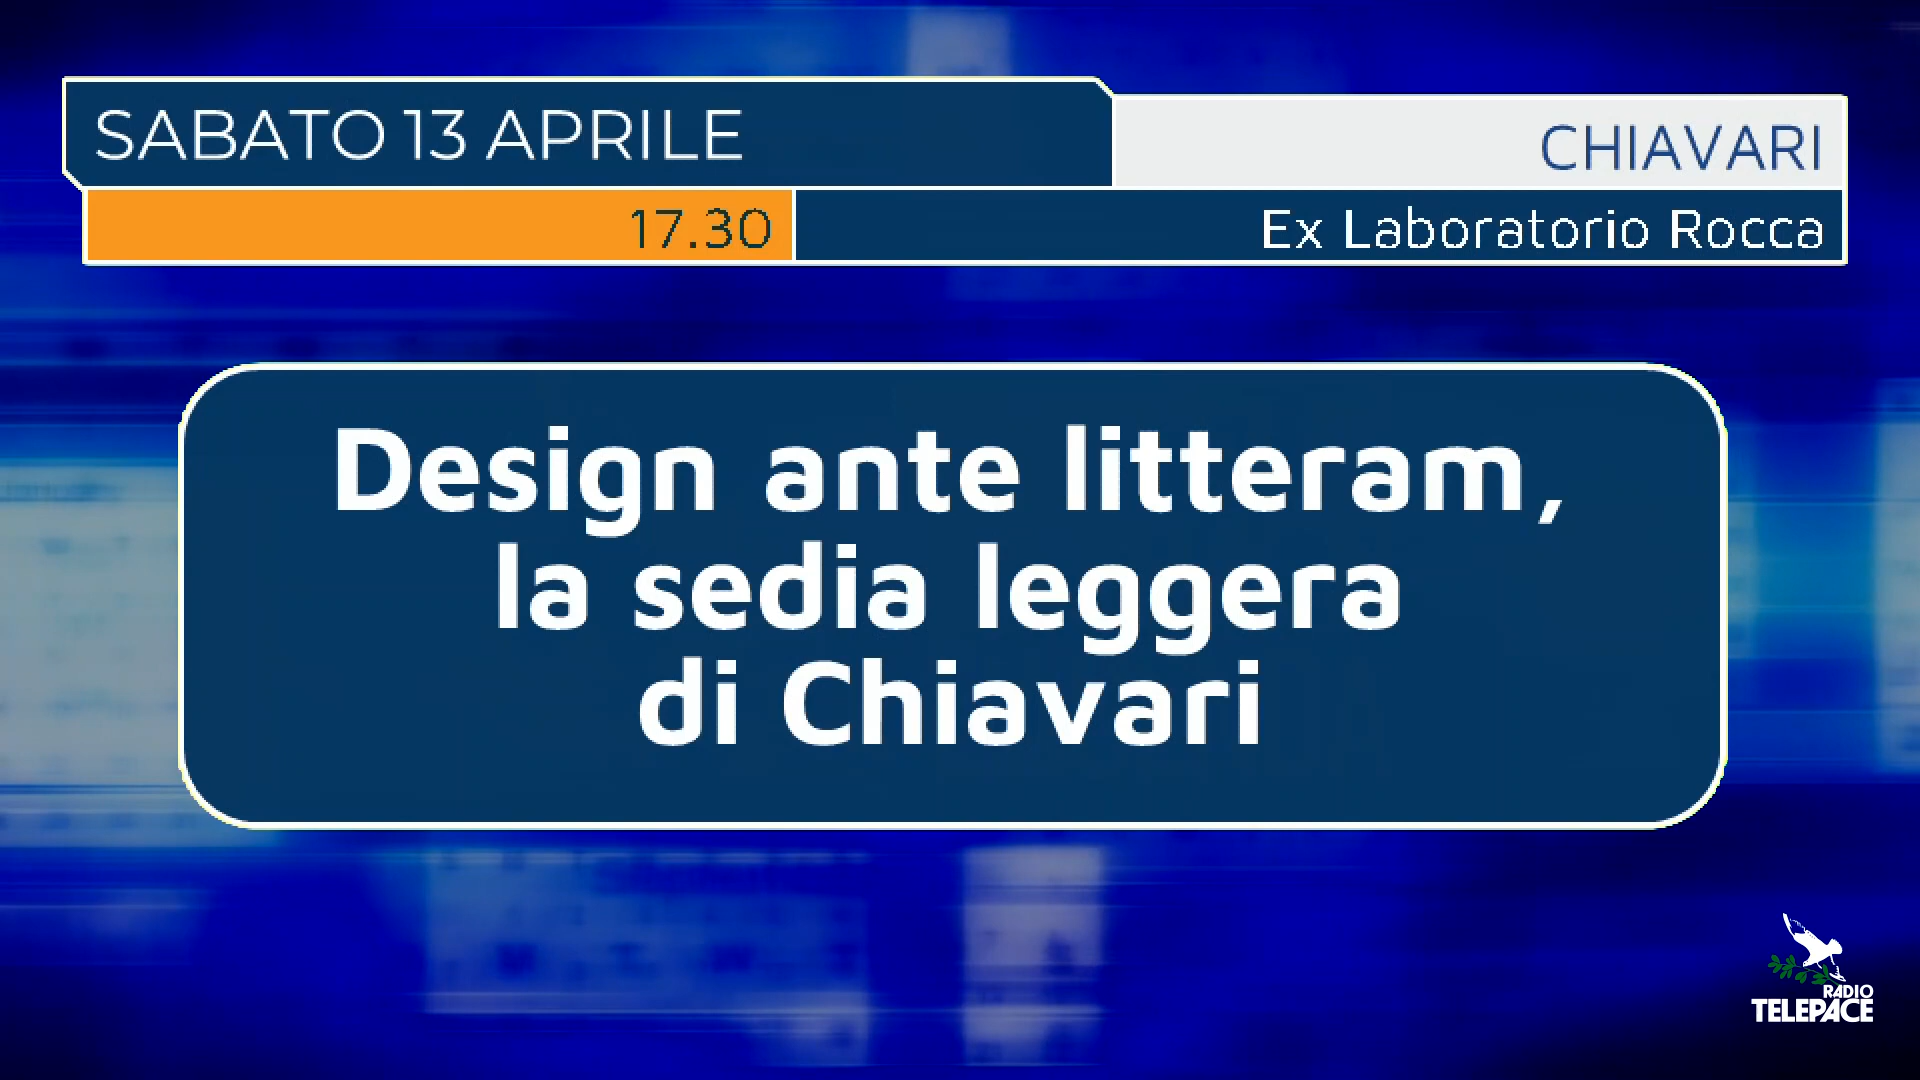 SABATO 13 APRILE
CHIAVARI
17.30
Ex Laboratorio Rocca
Design ante litteram,
la sedia leggera
di Chiavari
RADIO
TELEPACE